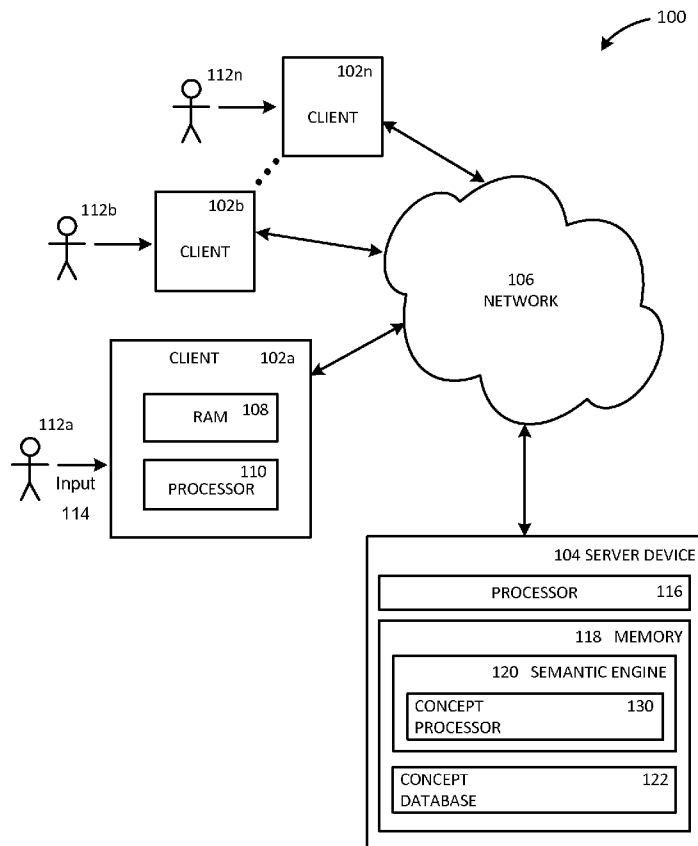 100
112n
102n
CLIENT
112b
102b
CLIENT
106
NETWORK
CLIENT 102a
RAM 108
112a
110
PROCESSOR
Input
114
104 SERVER DEVICE
PROCESSOR 116
118 MEMORY
120 SEMANTIC ENGINE
CONCEPT 130
PROCESSOR
CONCEPT 122
DATABASE